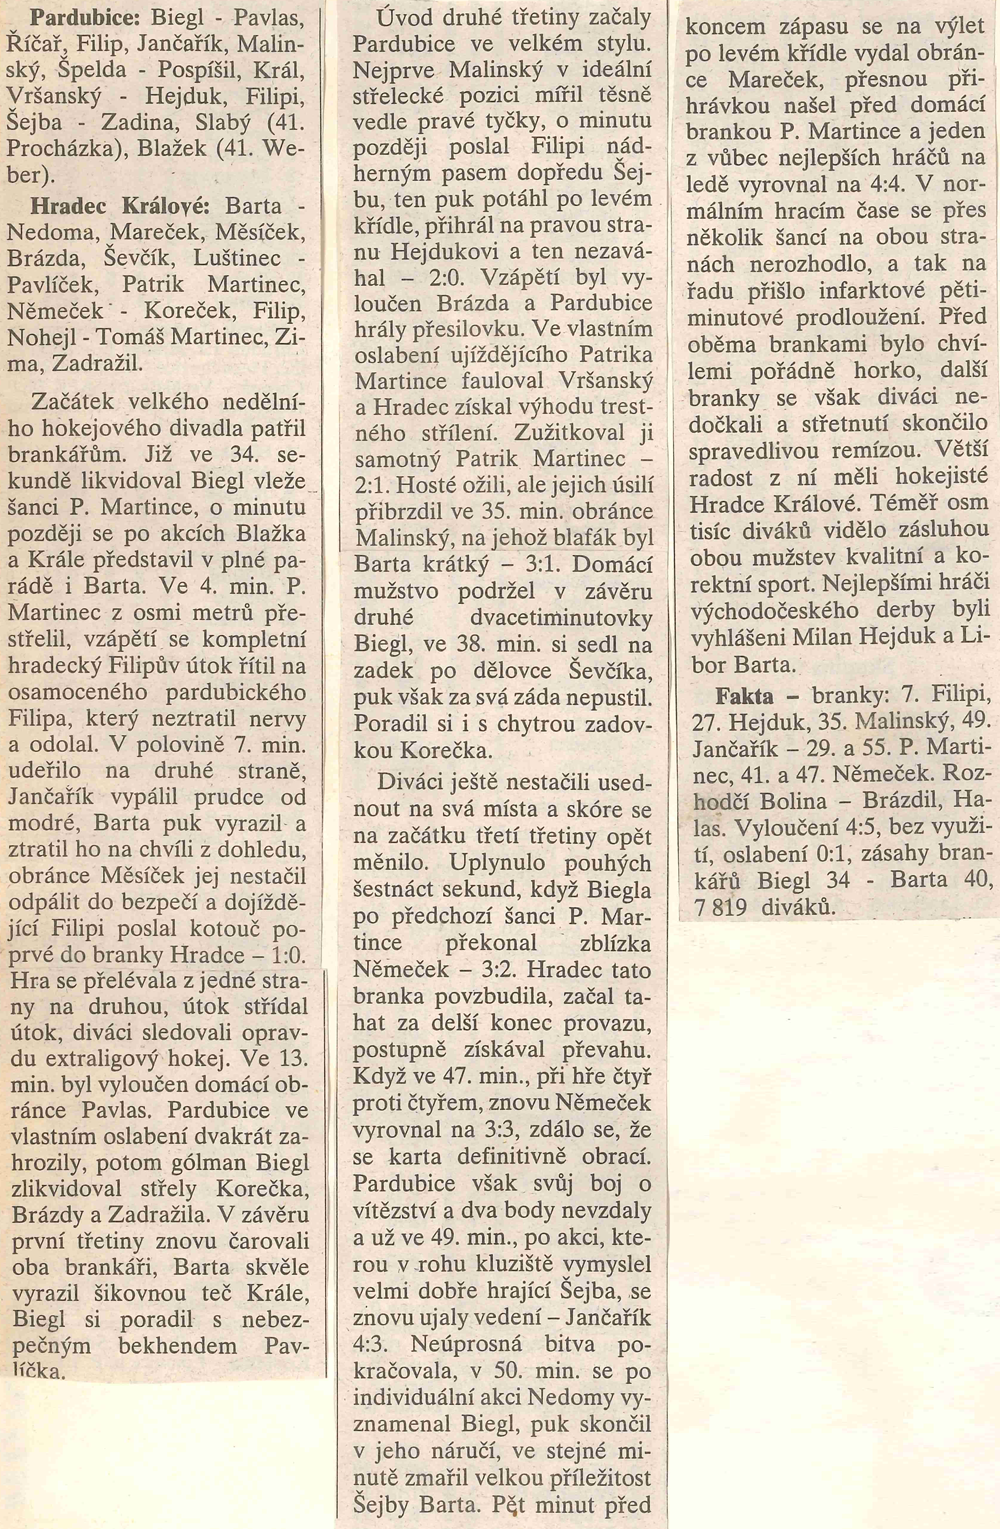 Pardubice: Biegl - Pavlas,
Říčař, Filip, Jančařík, Malin-
ský, Špelda - Pospíšil, Král,
Vršanský - Hejduk, Filipi,
Šejba - Zadina, Slabý (41.
Procházka), Blažek (41. We-
ber).
Hradec Králové: Barta -
Nedoma, Mareček, Měsíček,
Brázda, Ševčík, Luštinec -
Pavlíček, Patrik Martinec,
Němeček - Koreček, Filip,
Nohejl - Tomáš Martinec, Zi-
ma, Zadražil.
Začátek velkého nedělní-
ho hokejového divadla patřil
brankářům. Již ve 34. se-
kundě likvidoval Biegl vleže
šanci P. Martince, o minutu
později se po akcích Blažka
a Krále představil v plné pa-
rádě i Barta. Ve 4. min. P.
Martinec z osmi metrů pře-
střelil, vzápětí se kompletní
hradecký Filipův útok řítil na
osamoceného pardubického
Filipa, který neztratil nervy
a odolal. V polovině 7. min.
udeřilo na druhé straně,
Jančařík vypálil prudce od
modré, Barta puk vyrazil a
ztratil ho na chvíli z dohledu,
obránce Měsíček jej nestačil
odpálit do bezpečí a dojíždě-
jící Filipi poslal kotouč po-
prvé do branky Hradce – 1:0.
Hra se přelévala z jedné stra-
ny na druhou, útok střídal
útok, diváci sledovali oprav-
du extraligový hokej. Ve 13.
min. byl vyloučen domácí ob-
ránce Pavlas. Pardubice ve
vlastním oslabení dvakrát za-
hrozily, potom gólman Biegl
zlikvidoval střely Korečka,
Brázdy a Zadražila. V závěru
první třetiny znovu čarovali
oba brankáři, Barta skvěle
vyrazil šikovnou teč Krále,
Biegl si poradil s nebez-
pečným bekhendem Pav-
líčka.
Úvod druhé třetiny začaly
Pardubice ve velkém stylu.
Nejprve Malinský v ideální
střelecké pozici mířil těsně
vedle pravé tyčky, o minutu
později poslal Filipi nád-
herným pasem dopředu Šej-
bu, ten puk potáhl po levém
křídle, přihrál na pravou stra-
nu Hejdukovi a ten nezavá-
hal – 2:0. Vzápětí byl vy-
loučen Brázda a Pardubice
hrály přesilovku. Ve vlastním
oslabení ujíždějícího Patrika
Martince fauloval Vršanský
a Hradec získal výhodu trest-
ného střílení. Zužitkoval ji
samotný Patrik Martinec –
2:1. Hosté ožili, ale jejich úsilí
přibrzdil ve 35. min. obránce
Malinský, na jehož blafák byl
Barta krátký – 3:1. Domácí
mužstvo podržel v závěru
druhé dvacetiminutovky
Biegl, ve 38. min. si sedl na
zadek po dělovce Ševčíka,
puk však za svá záda nepustil.
Poradil si i s chytrou zadov-
kou Korečka.
Diváci ještě nestačili used-
nout na svá místa a skóre se
na začátku třetí třetiny opět
měnilo. Uplynulo pouhých
šestnáct sekund, když Biegla
po předchozí šanci P. Mar-
tince překonal zblízka
Němeček – 3:2. Hradec tato
branka povzbudila, začal ta-
hat za delší konec provazu,
postupně získával převahu.
Když ve 47. min., při hře čtyř
proti čtyřem, znovu Němeček
vyrovnal na 3:3, zdálo se, že
se karta definitivně obrací.
Pardubice však svůj boj o
vítězství a dva body nevzdaly
a už ve 49. min., po akci, kte-
rou v rohu kluziště vymyslel
velmi dobře hrající Šejba, se
znovu ujaly vedení – Jančařík
4:3. Neúprosná bitva po-
kračovala, v 50. min. se po
individuální akci Nedomy vy-
znamenal Biegl, puk skončil
v jeho náručí, ve stejné mi-
nutě zmařil velkou příležitost
Šejby Barta. Pět minut před
koncem zápasu se na výlet
po levém křídle vydal obrán-
ce Mareček, přesnou při-
hrávkou našel před domácí
brankou P. Martince a jeden
z vůbec nejlepších hráčů na
ledě vyrovnal na 4:4. V nor-
málním hracím čase se přes
několik šancí na obou stra-
nách nerozhodlo, a tak na
řadu přišlo infarktové pěti-
minutové prodloužení. Před
oběma brankami bylo chví-
lemi pořádně horko, další
branky se však diváci ne-
dočkali a střetnutí skončilo
spravedlivou remízou. Větší
radost z ní měli hokejisté
Hradce Králové. Téměř osm
tisíc diváků vidělo zásluhou
obou mužstev kvalitní a ko-
rektní sport. Nejlepšími hráči
východočeského derby byli
vyhlášeni Milan Hejduk a Li-
bor Barta.
Fakta – branky: 7. Filipi,
27. Hejduk, 35. Malinský, 49.
Jančařík – 29. a 55. P. Marti-
nec, 41. a 47. Němeček. Roz-
hodčí Bolina – Brázdil, Ha-
las. Vyloučení 4:5, bez využi-
tí, oslabení 0:1, zásahy bran-
kářů Biegl 34 - Barta 40,
7 819 diváků.